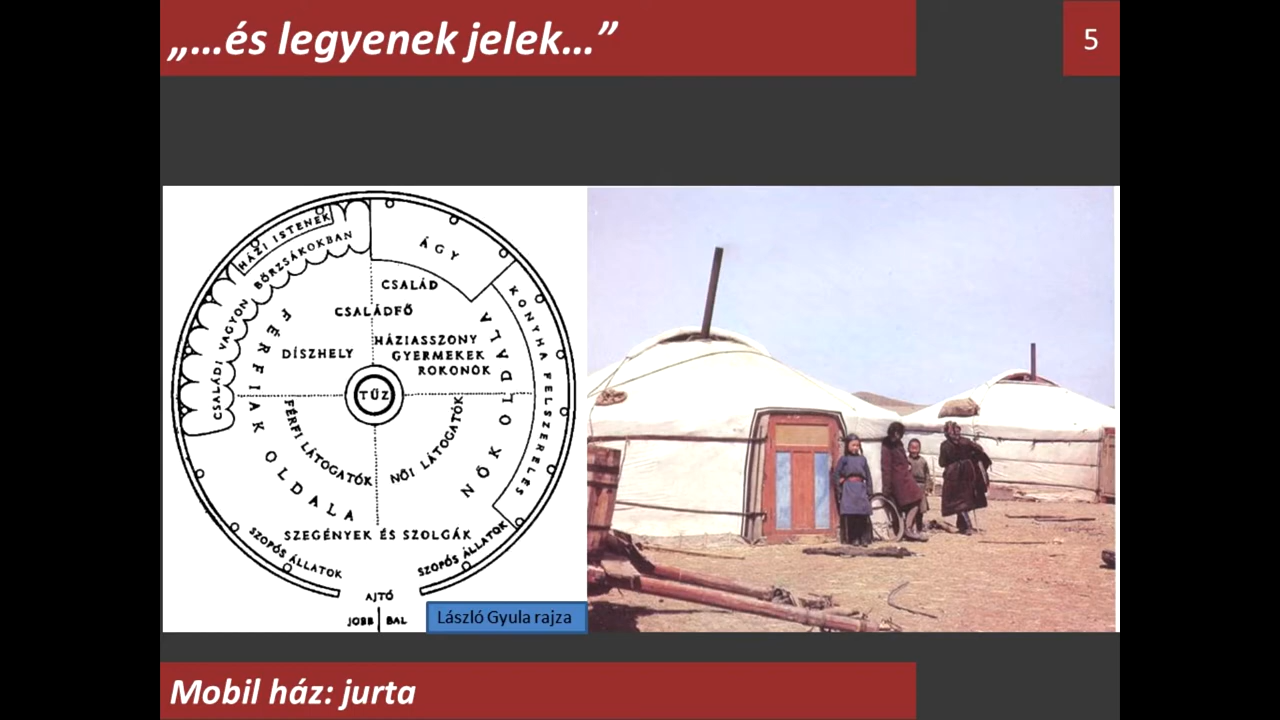 „…és legyenek jelek…”
5
HÁZI ISTENEK
CSALÁDI VAGYON BŐRZSÁKOKBAN
ÁGY
KONYHA FELSZERELÉS
CSALÁD
CSALÁDFŐ
FÉRFIAK OLDALA
DÍSZHELY
HÁZIASSZONY
GYERMEKEK
ROKONOK
NŐK OLDALA
TŰZ
FÉRFI LÁTOGATÓK
NŐI LÁTOGATÓK
SZEGÉNYEK ÉS SZOLGÁK
SZOPÓS ÁLLATOK
SZOPÓS ÁLLATOK
AJTÓ
JOBB BAL
László Gyula rajza
Mobil ház: jurta